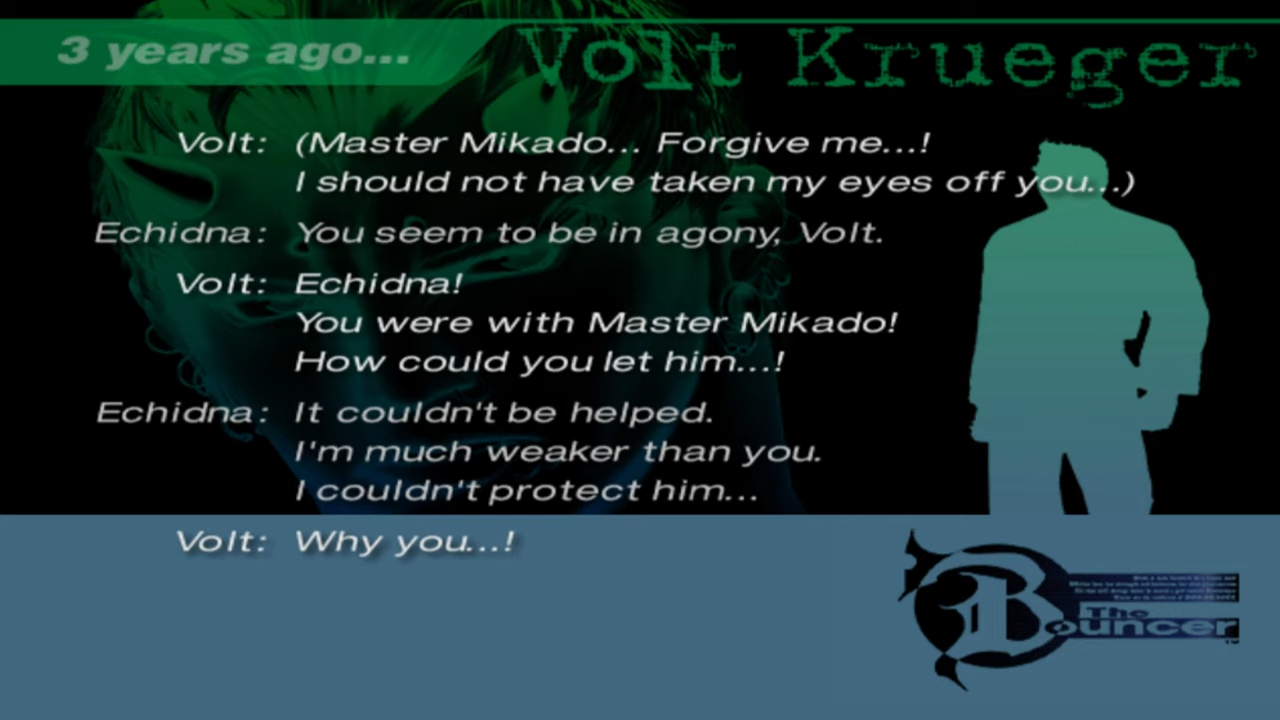 3 years ago...
Volt Krueger
Volt: (Master Mikado... Forgive me...!
I should not have taken my eyes off you...)
Echidna: You seem to be in agony, Volt.
Volt: Echidna!
You were with Master Mikado!
How could you let him...!
Echidna: It couldn't be helped.
I'm much weaker than you.
I couldn't protect him...
Volt: Why you...!
The
Bouncer